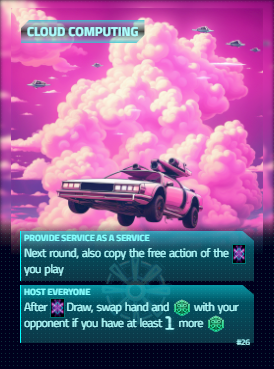 CLOUD COMPUTING
PROVIDE SERVICE AS A SERVICE
Next round, also copy the free action of the
you play
HOST EVERYONE
After Draw, swap hand and with your
opponent if you have at least 1 more
#26